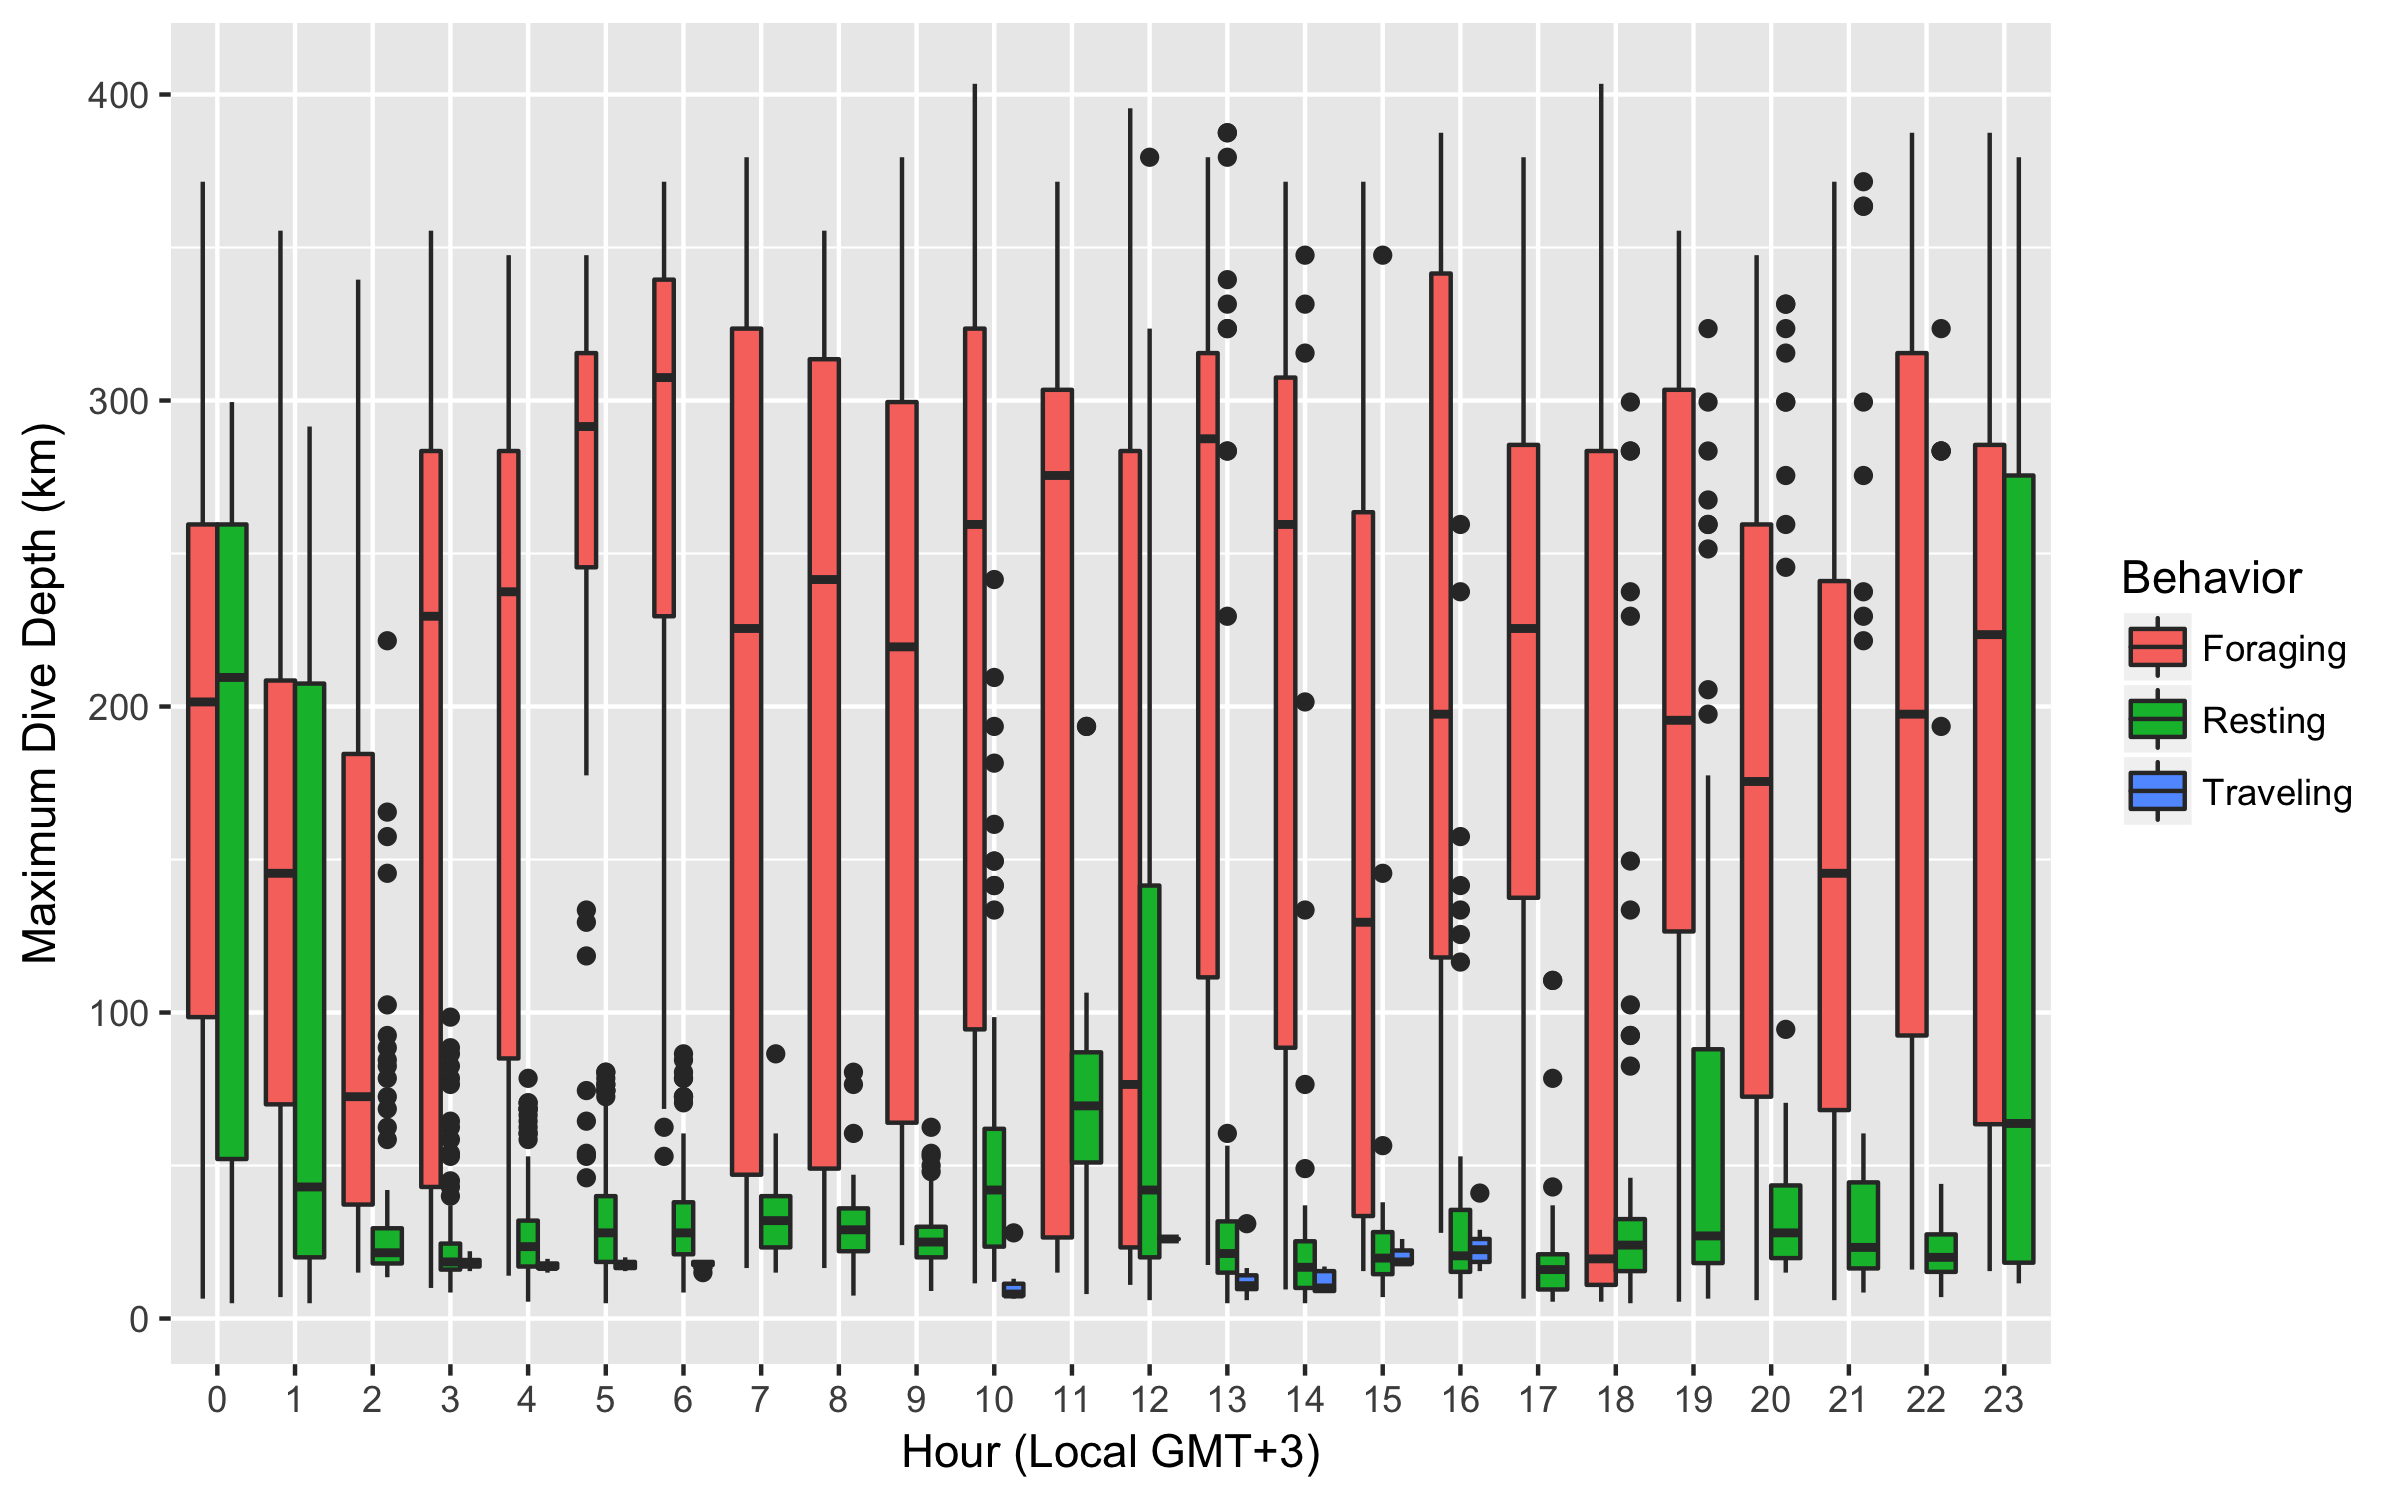 Maximum Dive Depth (km)
400
300
200
100
0
0 1 2 3 4 5 6 7 8 9 10 11 12 13 14 15 16 17 18 19 20 21 22 23
Hour (Local GMT+3)
Behavior
Foraging
Resting
Traveling